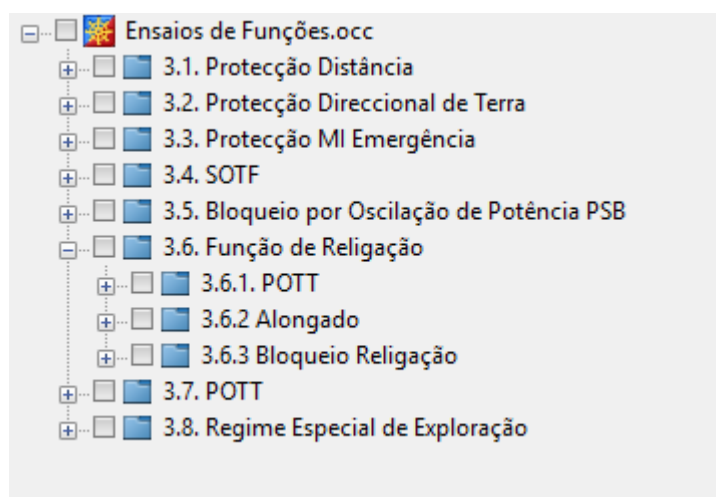 Ensaios de Funções.occ
3.1. Protecção Distância
3.2. Protecção Direccional de Terra
3.3. Protecção MI Emergência
3.4. SOTF
3.5. Bloqueio por Oscilação de Potência PSB
3.6. Função de Religação
3.6.1. POTT
3.6.2 Alongado
3.6.3 Bloqueio Religação
3.7. POTT
3.8. Regime Especial de Exploração